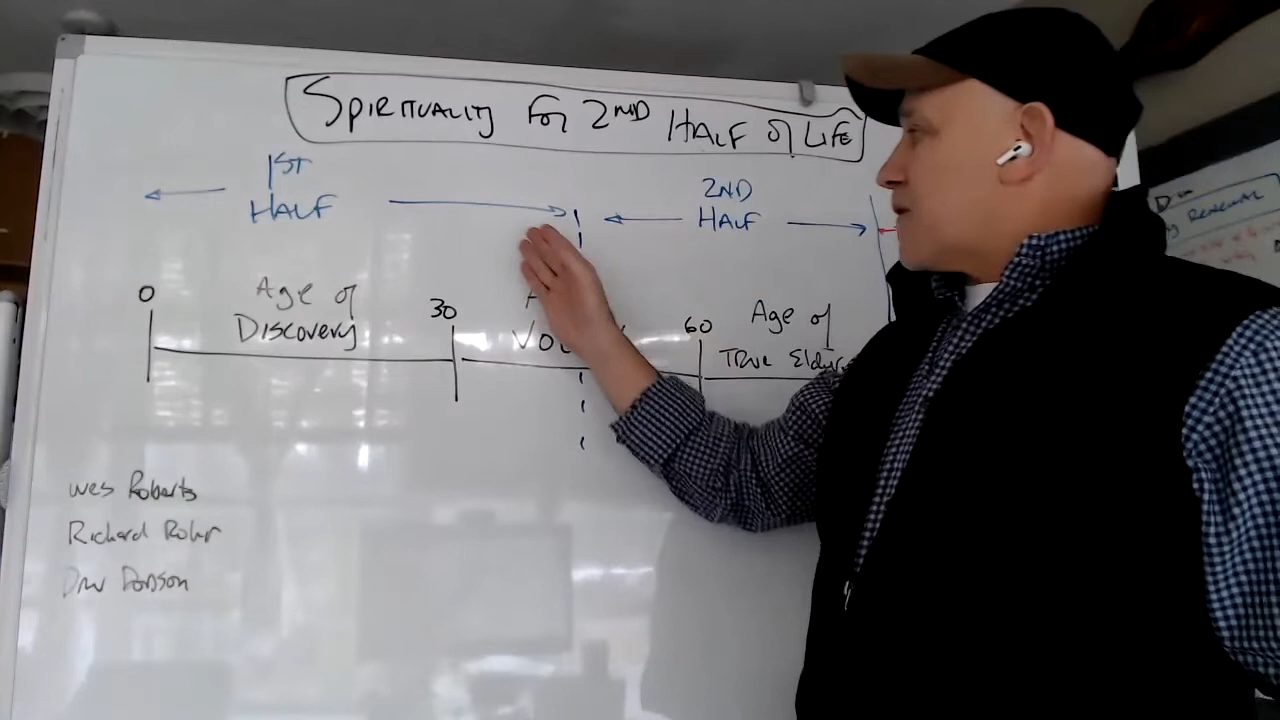 SPIRITUALITY FOR 2ND HALF OF LIFE
1ST
HALF
2ND
HALF
0
Age of
Discovery
30
60
Age of
True
Wes Roberts
Richard Rohr
RENEWAL